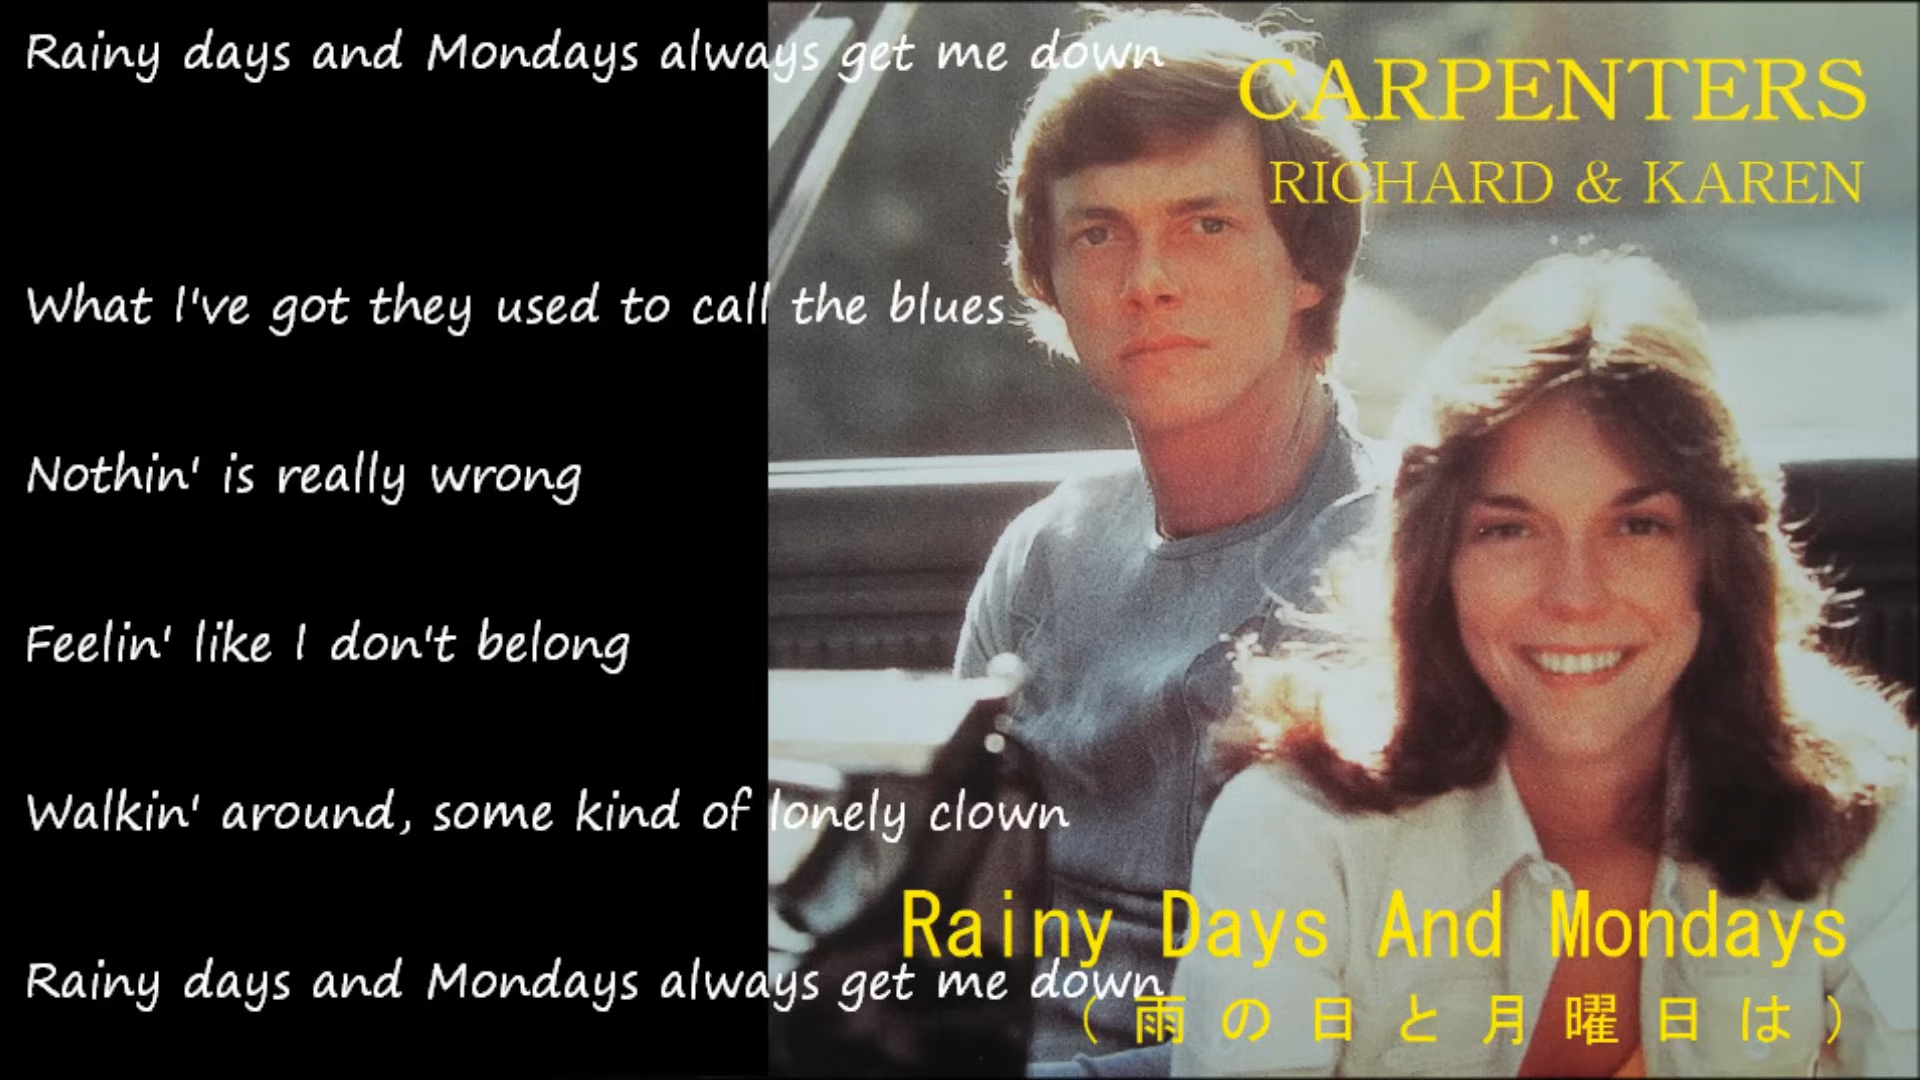 Rainy days and Mondays always get me down
CARPENTERS
RICHARD & KAREN
What I've got they used to call the blues
Nothin' is really wrong
Feelin' like I don't belong
Walkin' around, some kind of lonely clown
Rainy Days And Mondays
Rainy days and Mondays always get me down
(雨の日と月曜日は)